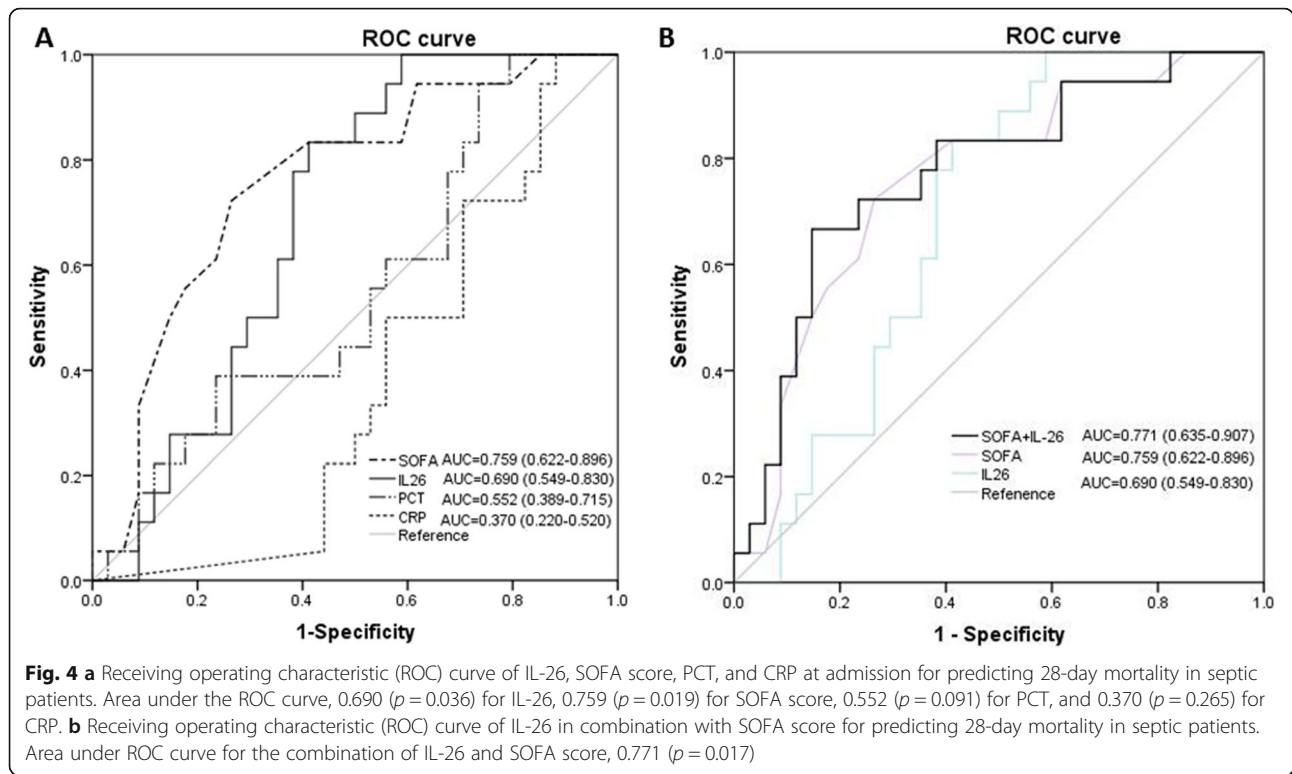 A
ROC curve
1.0
0.8
0.6
0.4
0.2
0.0
Sensitivity
0.0 0.2 0.4 0.6 0.8 1.0
1-Specificity
SOFA AUC=0.759 (0.622-0.896)
IL26 AUC=0.690 (0.549-0.830)
PCT AUC=0.552 (0.389-0.715)
CRP AUC=0.370 (0.220-0.520)
Reference
B
ROC curve
1.0
0.8
0.6
0.4
0.2
0.0
Sensitivity
0.0 0.2 0.4 0.6 0.8 1.0
1 - Specificity
SOFA+IL-26 AUC=0.771 (0.635-0.907)
SOFA AUC=0.759 (0.622-0.896)
IL26 AUC=0.690 (0.549-0.830)
Refenence
Fig. 4 a Receiving operating characteristic (ROC) curve of IL-26, SOFA score, PCT, and CRP at admission for predicting 28-day mortality in septic
patients. Area under the ROC curve, 0.690 (p = 0.036) for IL-26, 0.759 (p = 0.019) for SOFA score, 0.552 (p = 0.091) for PCT, and 0.370 (p = 0.265) for
CRP. b Receiving operating characteristic (ROC) curve of IL-26 in combination with SOFA score for predicting 28-day mortality in septic patients.
Area under ROC curve for the combination of IL-26 and SOFA score, 0.771 (p = 0.017)